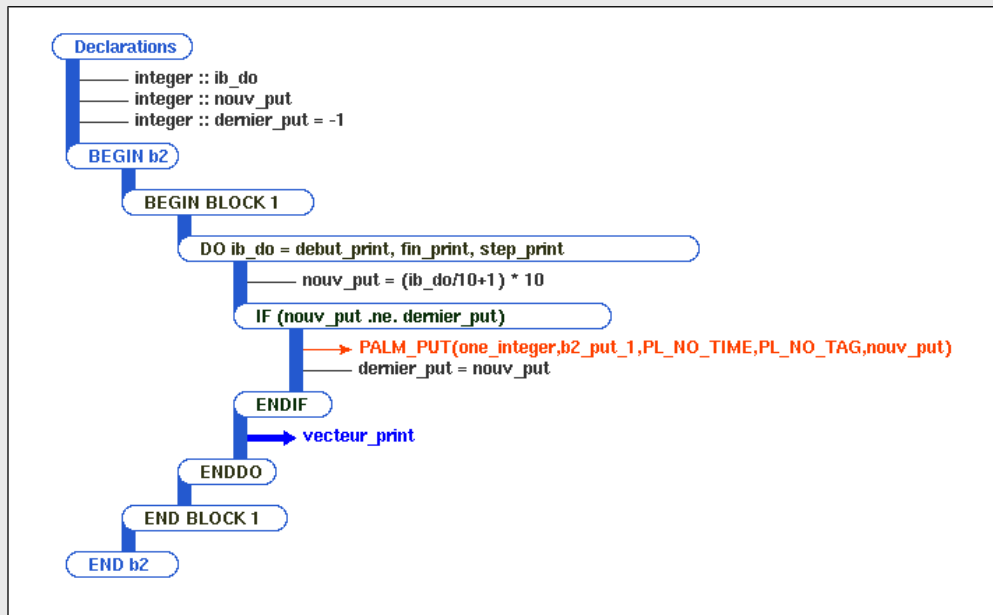 Declarations
integer :: ib_do
integer :: nouv_put
integer :: dernier_put = -1
BEGIN b2
BEGIN BLOCK 1
DO ib_do = debut_print, fin_print, step_print
nouv_put = (ib_do/10+1) * 10
IF (nouv_put .ne. dernier_put)
PALM_PUT(one_integer,b2_put_1,PL_NO_TIME,PL_NO_TAG,nouv_put)
dernier_put = nouv_put
ENDIF
vecteur_print
ENDDO
END BLOCK 1
END b2